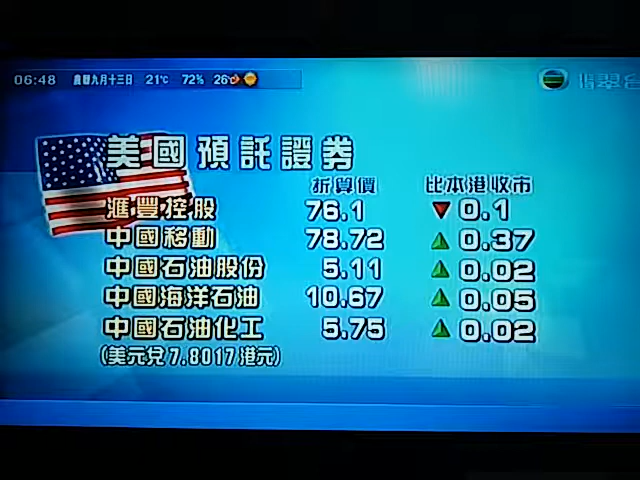 06:48 農曆九月十三日 21℃ 72% 26 翡翠台
美國預託證券
折算價 比本港收市
滙豐控股 76.1 ▼ 0.1
中國移動 78.72 ▲ 0.37
中國石油股份 5.11 ▲ 0.02
中國海洋石油 10.67 ▲ 0.05
中國石油化工 5.75 ▲ 0.02
(美元兌 7.8017 港元)